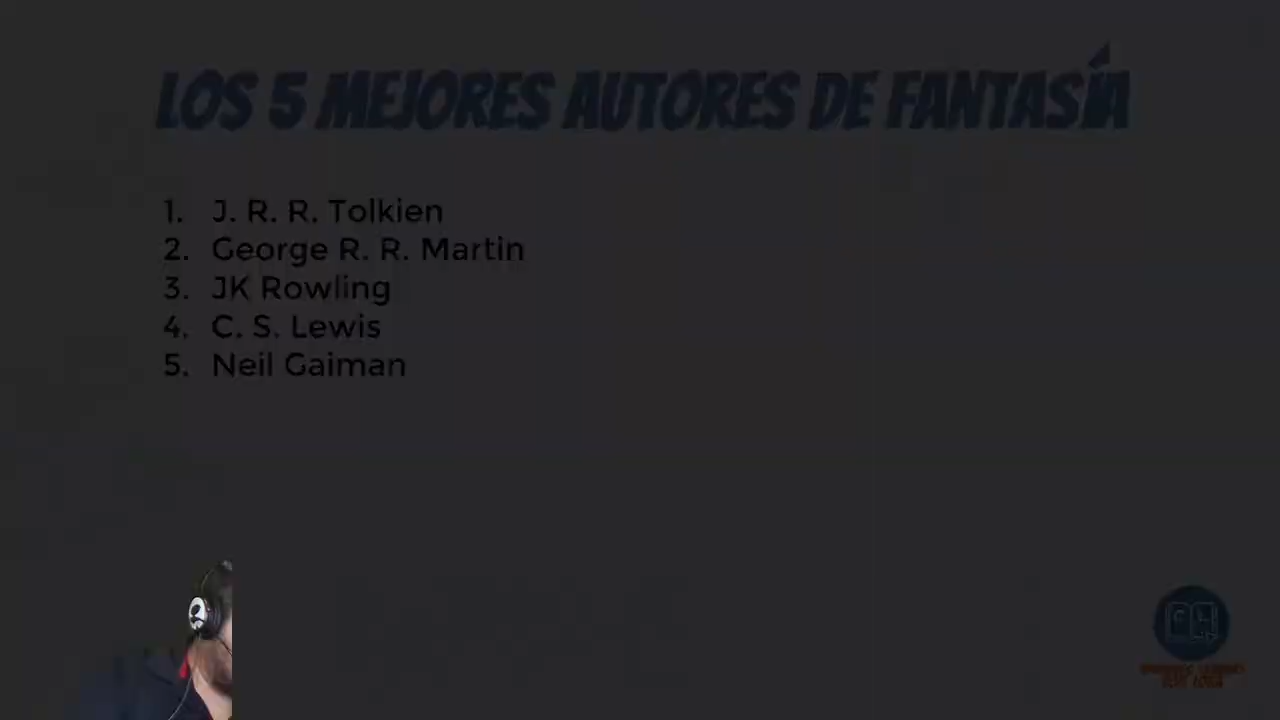 LOS 5 MEJORES AUTORES DE FANTASÍA
1. J. R. R. Tolkien
2. George R. R. Martin
3. JK Rowling
4. C. S. Lewis
5. Neil Gaiman